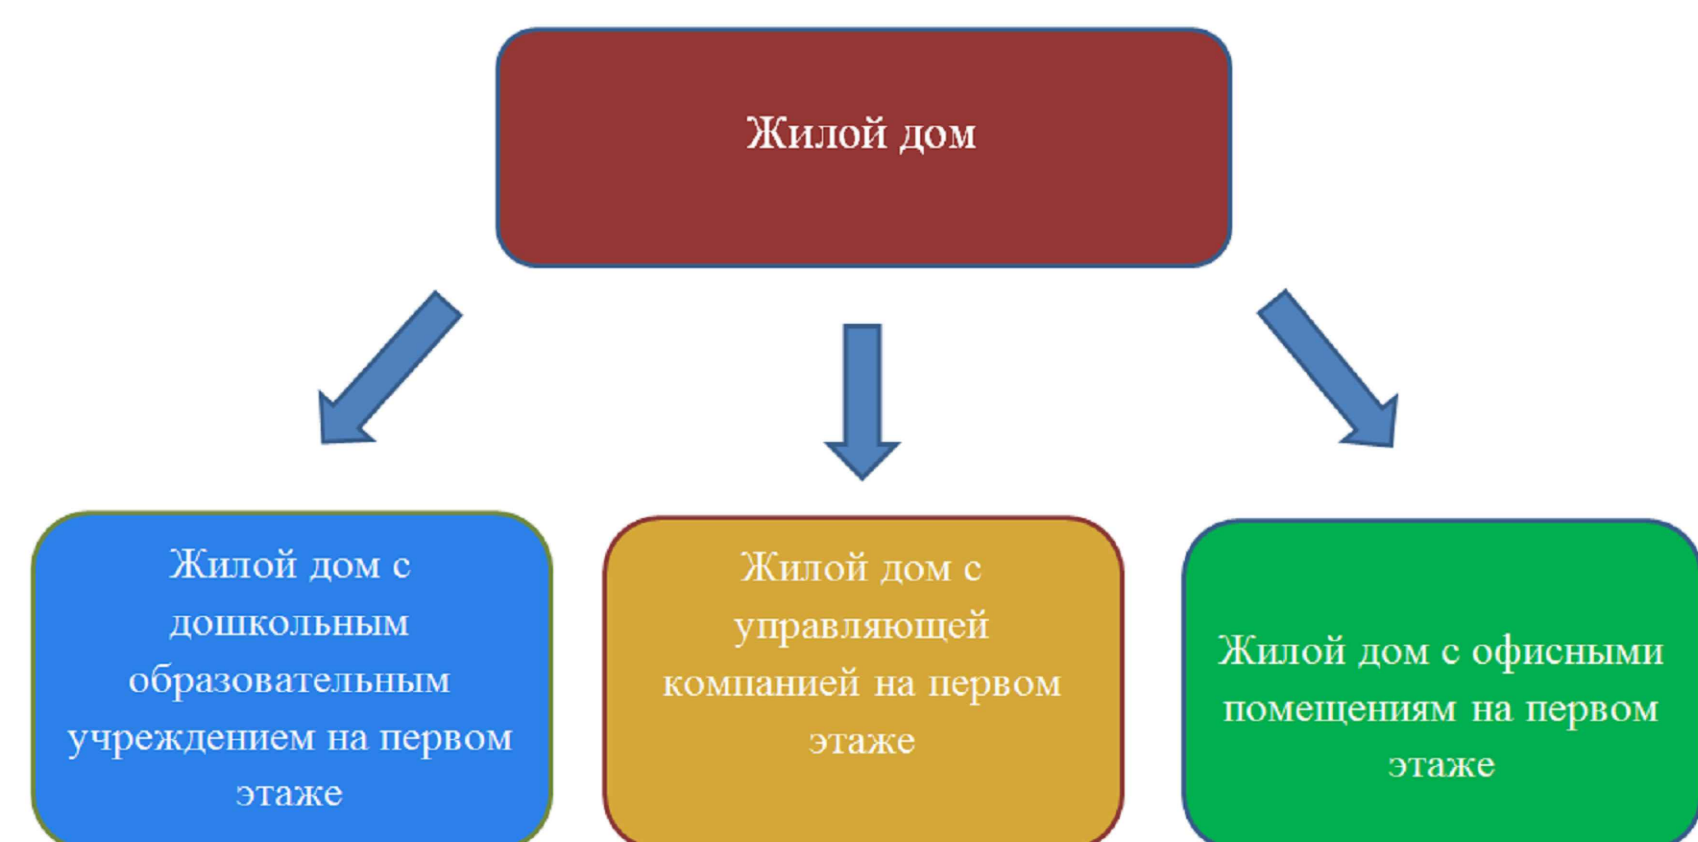 Жилой дом
Жилой дом с
дошкольным
образовательным
учреждением на первом
этаже
Жилой дом с
управляющей
компанией на первом
этаже
Жилой дом с офисными
помещениям на первом
этаже